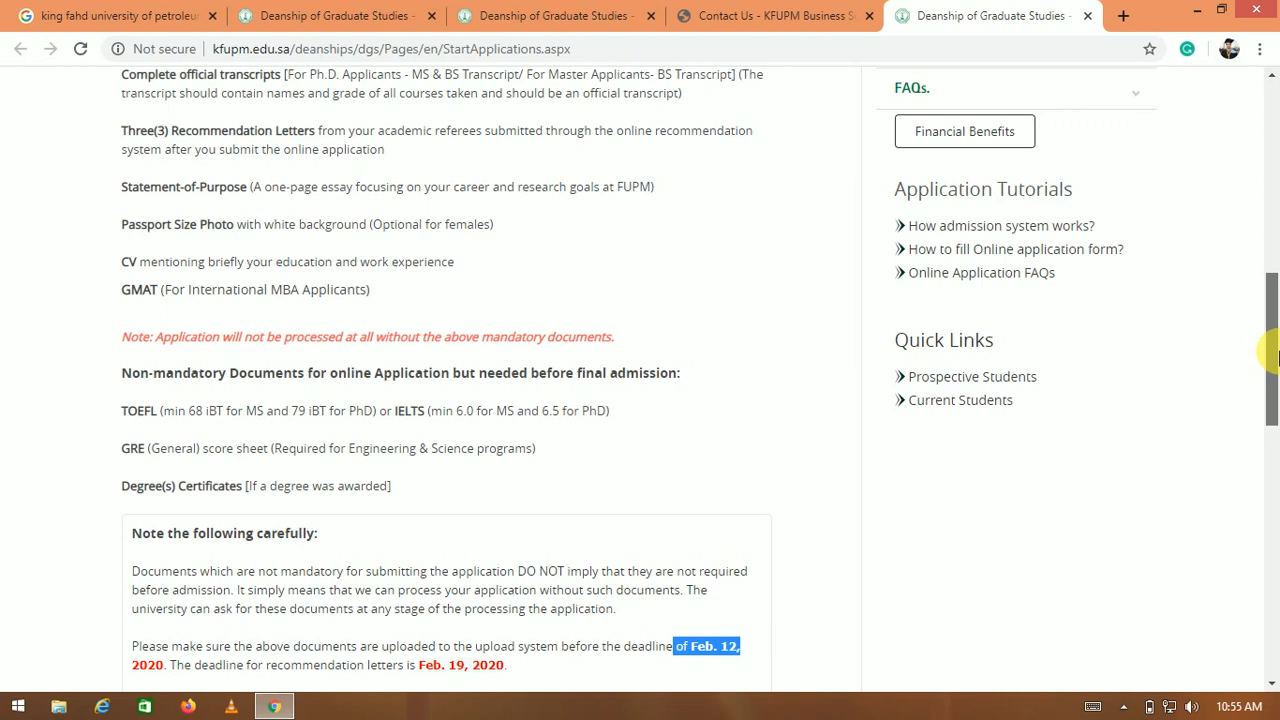 king fahd university of petroleu
Deanship of Graduate Studies -
Deanship of Graduate Studies -
Contact Us - KFUPM Business S
Deanship of Graduate Studies -
Not secure
kfupm.edu.sa/deanships/dgs/Pages/en/StartApplications.aspx
Complete official transcripts [For Ph.D. Applicants - MS & BS Transcript/ For Master Applicants- BS Transcript] (The
transcript should contain names and grade of all courses taken and should be an official transcript)
Three(3) Recommendation Letters from your academic referees submitted through the online recommendation
system after you submit the online application
Statement-of-Purpose (A one-page essay focusing on your career and research goals at FUPM)
Passport Size Photo with white background (Optional for females)
CV mentioning briefly your education and work experience
GMAT (For International MBA Applicants)
Note: Application will not be processed at all without the above mandatory documents.
Non-mandatory Documents for online Application but needed before final admission:
TOEFL (min 68 iBT for MS and 79 iBT for PhD) or IELTS (min 6.0 for MS and 6.5 for PhD)
GRE (General) score sheet (Required for Engineering & Science programs)
Degree(s) Certificates [If a degree was awarded]
Note the following carefully:
Documents which are not mandatory for submitting the application DO NOT imply that they are not required
before admission. It simply means that we can process your application without such documents. The
university can ask for these documents at any stage of the processing the application.
Please make sure the above documents are uploaded to the upload system before the deadline of Feb. 12,
2020. The deadline for recommendation letters is Feb. 19, 2020.
FAQs.
Financial Benefits
Application Tutorials
How admission system works?
How to fill Online application form?
Online Application FAQs
Quick Links
Prospective Students
Current Students
10:55 AM